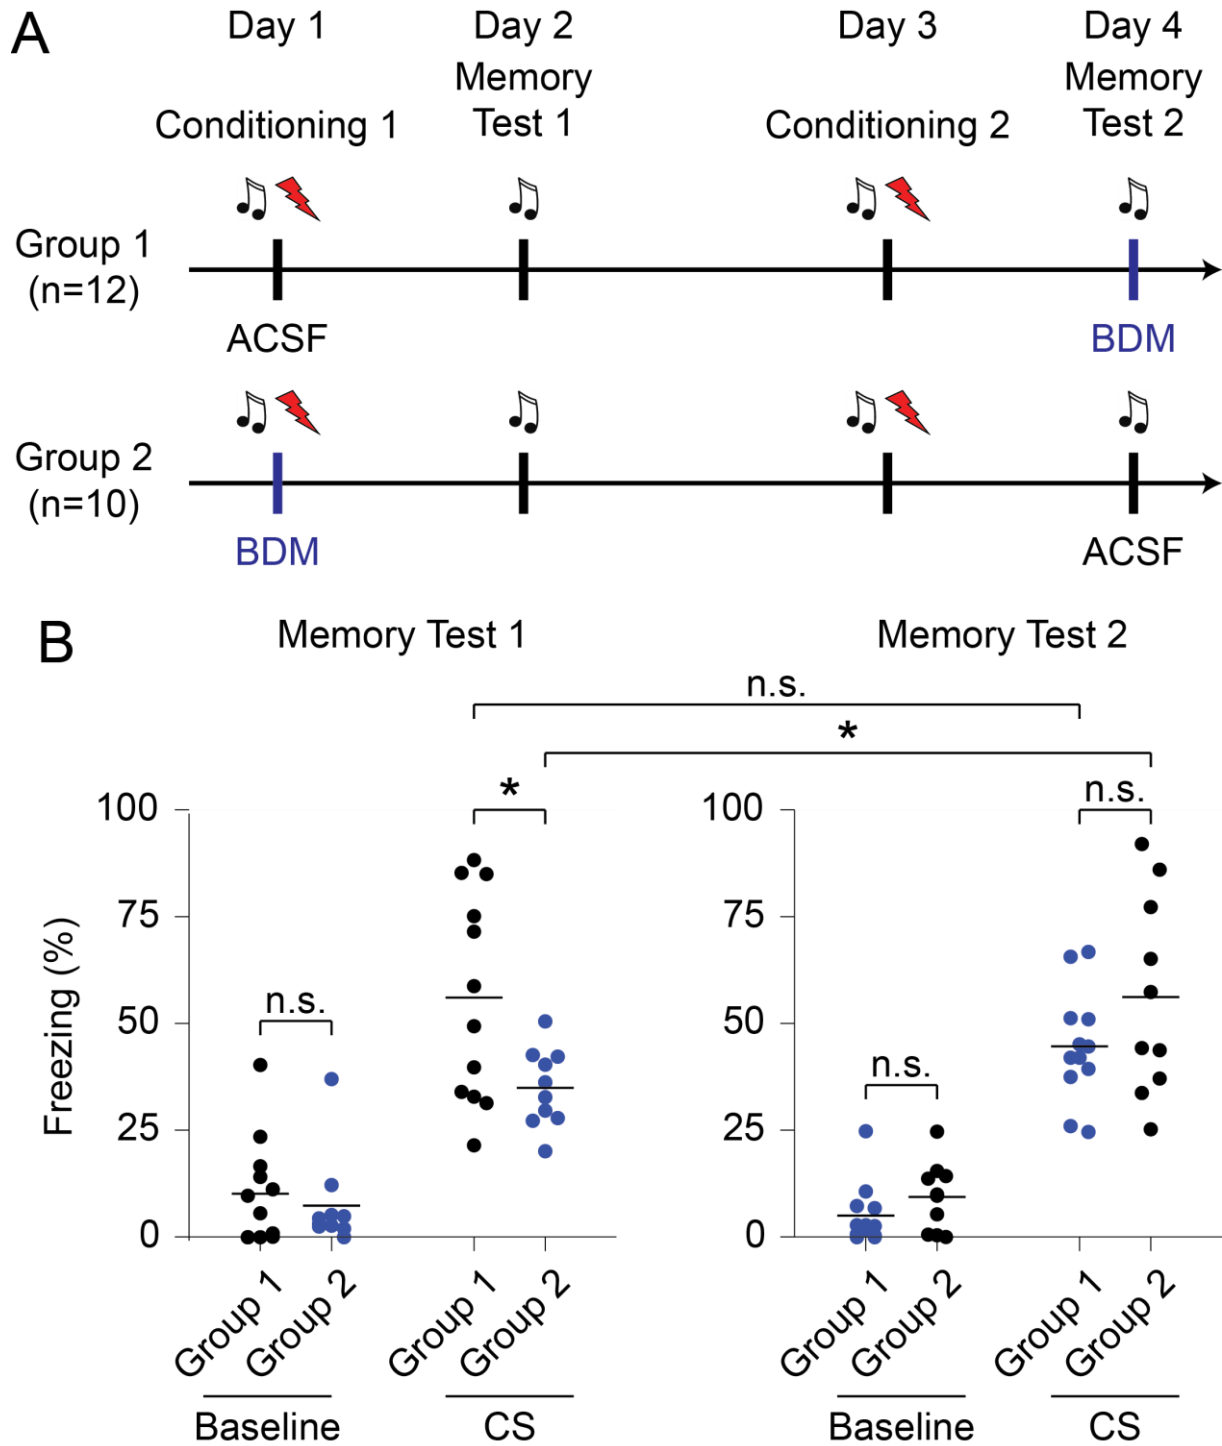 A
Day 1
Day 2
Day 3
Day 4
Conditioning 1
Memory
Test 1
Conditioning 2
Memory
Test 2
Group 1
(n=12)
ACSF
BDM
Group 2
(n=10)
BDM
ACSF
B
Memory Test 1
Memory Test 2
n.s.
*
*
n.s.
n.s.
n.s.
Freezing (%)
100
75
50
25
0
100
75
50
25
0
Group 1
Group 2
Group 1
Group 2
Group 1
Group 2
Group 1
Group 2
Baseline
CS
Baseline
CS